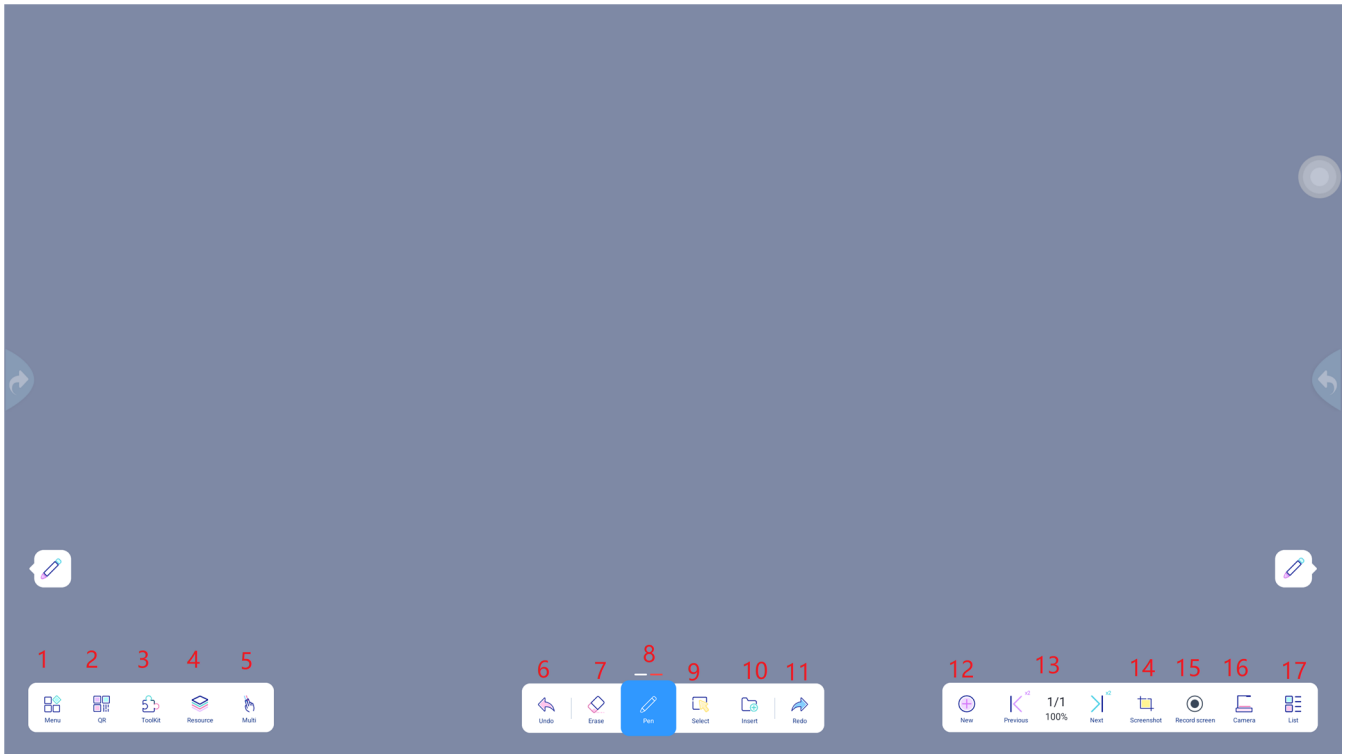 1 2 3 4 5 6 7 8 9 10 11 12 13 14 15 16 17
Menu QR ToolKit Resource Multi
Undo Erase Pen Select Insert Redo
x2 1/1 x2
100%
New Previous Next Screenshot Record screen Camera List